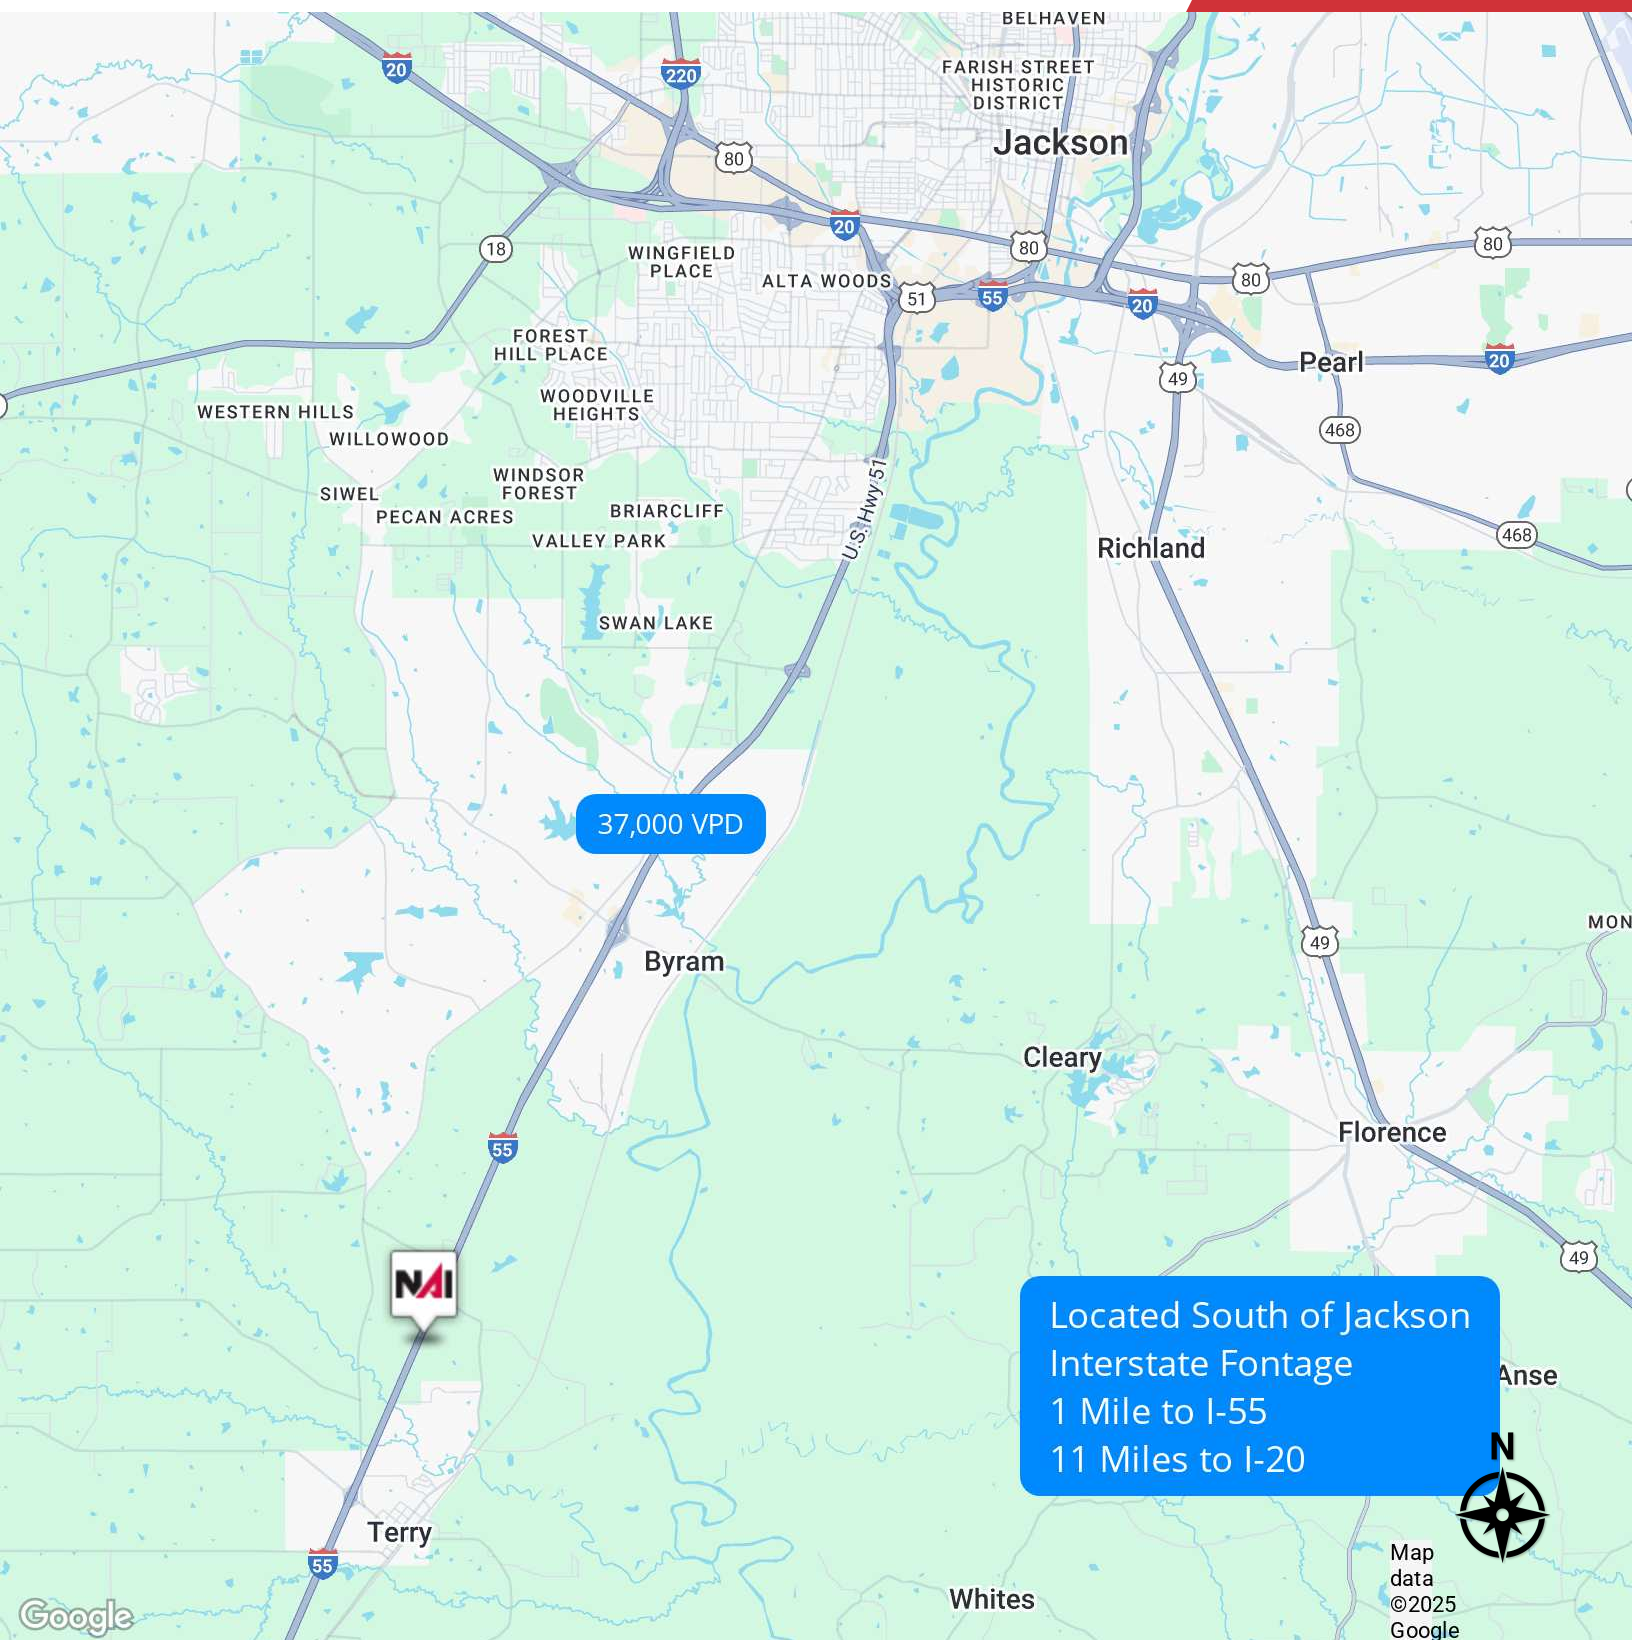 BELHAVEN
20
220
FARISH STREET
HISTORIC
DISTRICT
Jackson
80
18
20
80
80
80
WINGFIELD
PLACE
ALTA WOODS
51
55
20
FOREST
HILL PLACE
Pearl
20
49
WOODVILLE
HEIGHTS
WESTERN HILLS
WILLOWOOD
468
U.S. Hwy 51
WINDSOR
FOREST
SIWEL
PECAN ACRES
BRIARCLIFF
VALLEY PARK
468
Richland
SWAN LAKE
37,000 VPD
MON
49
Byram
Cleary
Florence
55
49
NAI
Located South of Jackson
Interstate Fontage
1 Mile to I-55
11 Miles to I-20
Anse
N
Terry
55
Whites
Map
data
©2025
Google
Google